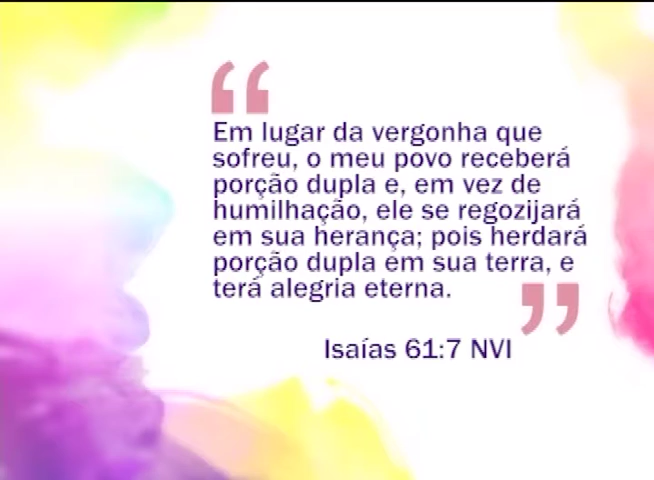 “
Em lugar da vergonha que
sofreu, o meu povo receberá
porção dupla e, em vez de
humilhação, ele se regozijará
em sua herança; pois herdará
porção dupla em sua terra, e
terá alegria eterna.
”
Isaías 61:7 NVI